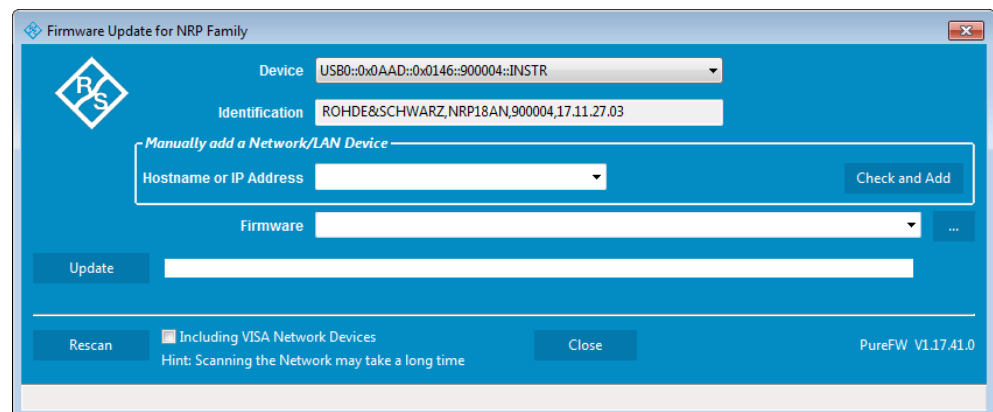 Firmware Update for NRP Family
R&S
Device USB0::0x0AAD::0x0146::900004::INSTR
Identification ROHDE&SCHWARZ,NRP18AN,900004,17.11.27.03
Manually add a Network/LAN Device
Hostname or IP Address Check and Add
Firmware ...
Update
Rescan Including VISA Network Devices Close PureFW V1.17.41.0
Hint: Scanning the Network may take a long time